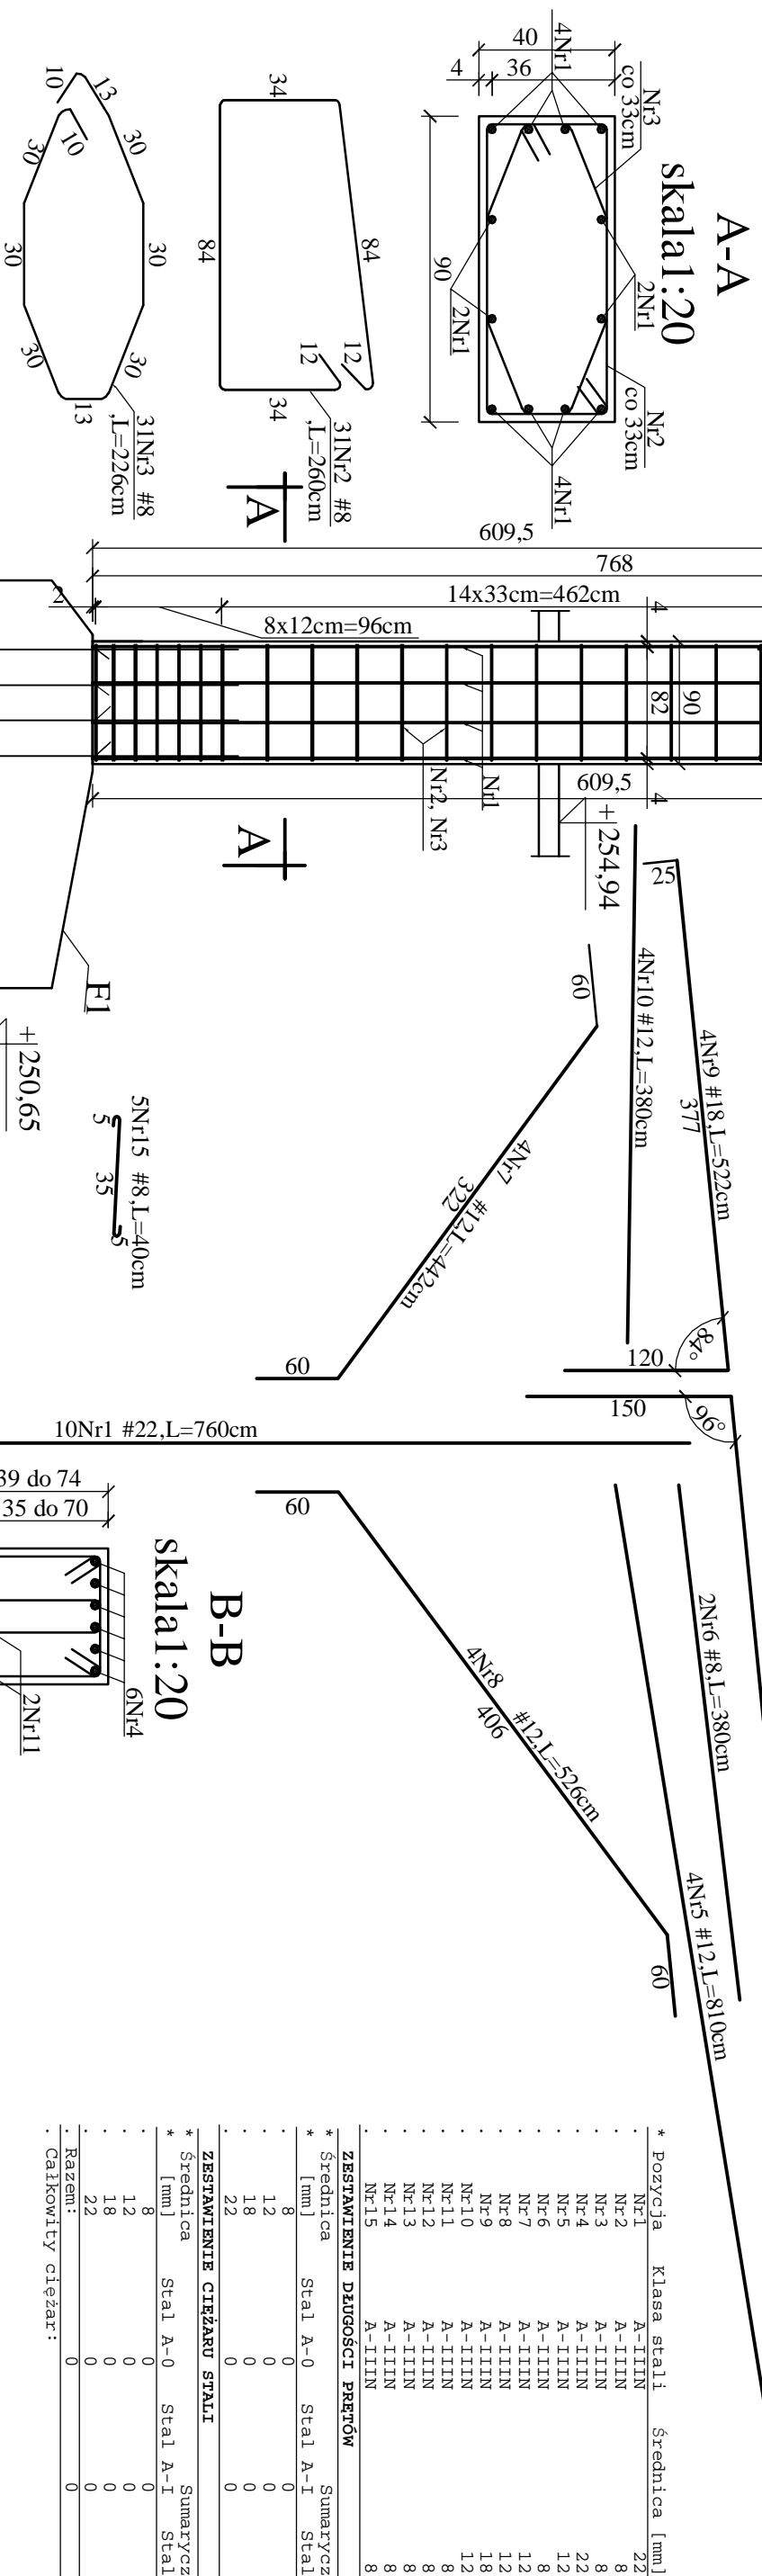 A-A
skala1:20
40
4
36
4Nr1
Nr3
co 33cm
90
2Nr1
2Nr1
Nr2
co 33cm
4Nr1
34
84
84
12
12
34
31Nr2 #8
,L=260cm
10
13
10
30
30
30
30
30
30
13
31Nr3 #8
,L=226cm
A
A
609,5
768
14x33cm=462cm
8x12cm=96cm
2
4
90
82
4
Nr1
Nr2, Nr3
609,5
+254,94
F1
+250,65
5Nr15 #8,L=40cm
5
35
5
25
4Nr9 #18,L=522cm
377
84°
120
4Nr10 #12,L=380cm
60
4Nr7
#12,L=442cm
322
60
150
96°
10Nr1 #22,L=760cm
60
4Nr8
#12,L=526cm
406
60
2Nr6 #8,L=380cm
4Nr5 #12,L=810cm
B-B
skala1:20
39 do 74
35 do 70
6Nr4
2Nr11
* Pozycja Klasa stali Średnica [mm]
. Nr1 A-IIIN 22
. Nr2 A-IIIN 8
. Nr3 A-IIIN 8
. Nr4 A-IIIN 22
. Nr5 A-IIIN 12
. Nr6 A-IIIN 8
. Nr7 A-IIIN 12
. Nr8 A-IIIN 12
. Nr9 A-IIIN 18
. Nr10 A-IIIN 12
. Nr11 A-IIIN 8
. Nr12 A-IIIN 8
. Nr13 A-IIIN 8
. Nr14 A-IIIN 8
. Nr15 A-IIIN 8
ZESTAWIENIE DŁUGOŚCI PRĘTÓW
* Średnica Sumarycz
* [mm] Stal A-0 Stal A-I Stal
. 8 0 0
. 12 0 0
. 18 0 0
. 22 0 0
ZESTAWIENIE CIĘŻARU STALI
* Średnica Sumarycz
* [mm] Stal A-0 Stal A-I Stal
. 8 0 0
. 12 0 0
. 18 0 0
. 22 0 0
. Razem: 0 0
. Całkowity ciężar: